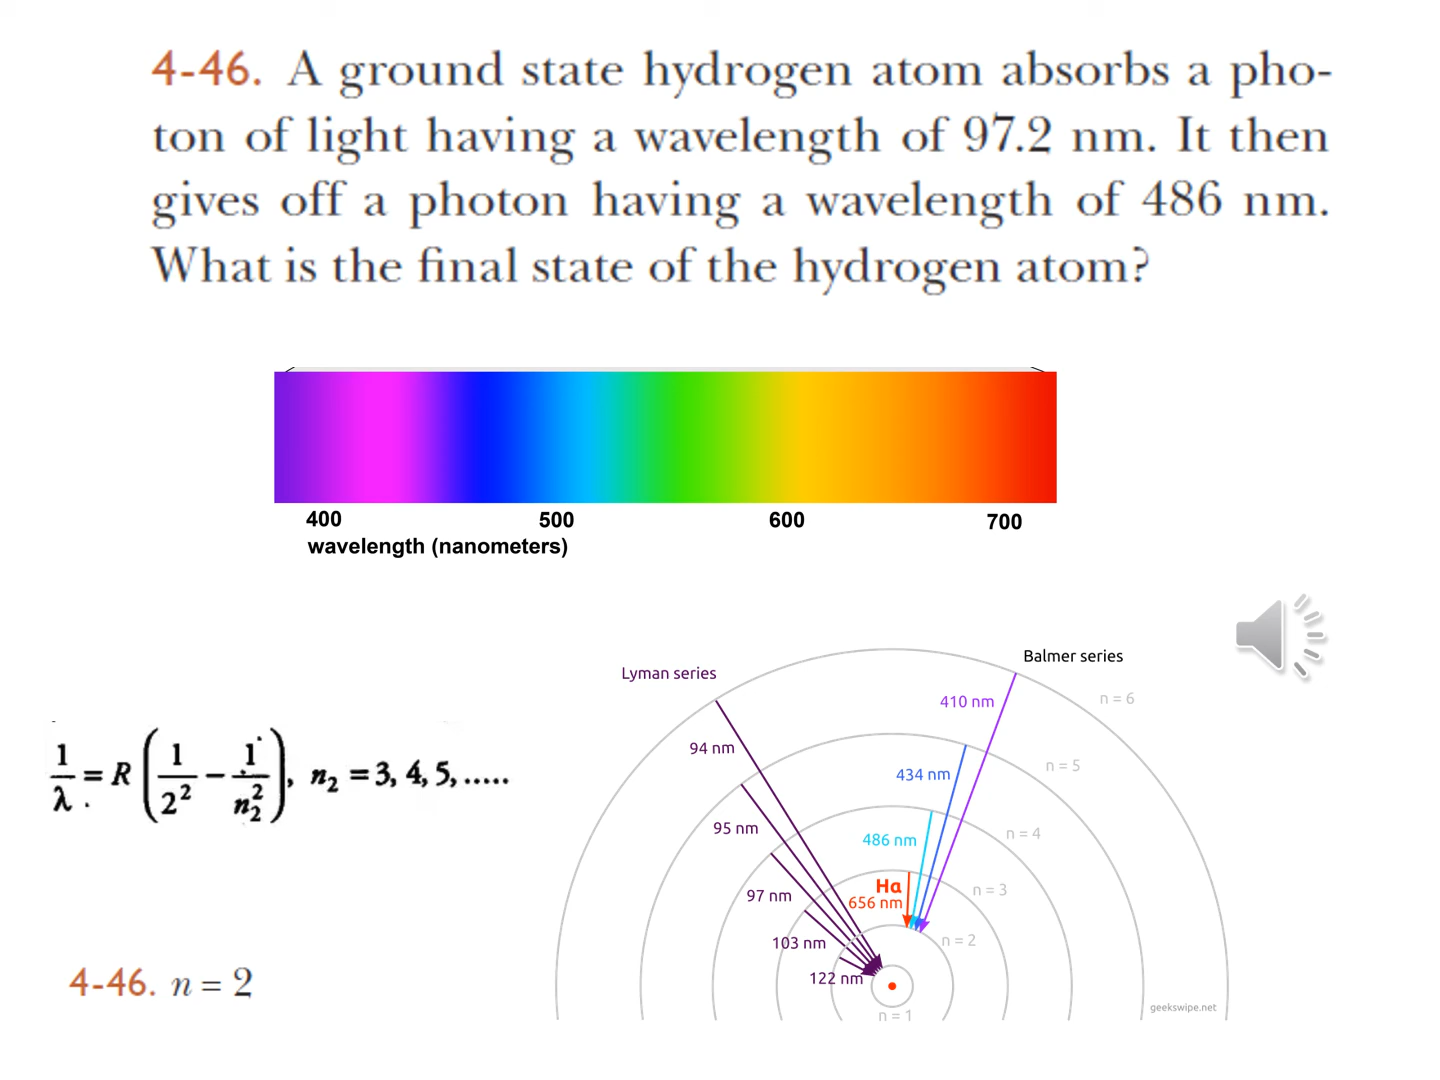 4-46. A ground state hydrogen atom absorbs a pho-
ton of light having a wavelength of 97.2 nm. It then
gives off a photon having a wavelength of 486 nm.
What is the final state of the hydrogen atom?
400 500 600 700
wavelength (nanometers)
Lyman series
Balmer series
410 nm
n = 6
94 nm
434 nm
n = 5
95 nm
486 nm
n = 4
97 nm
Ha
656 nm
n = 3
103 nm
n = 2
122 nm
n = 1
geekswipe.net
1/λ = R (1/2² − 1/n₂²), n₂ = 3, 4, 5, .....
4-46. n = 2